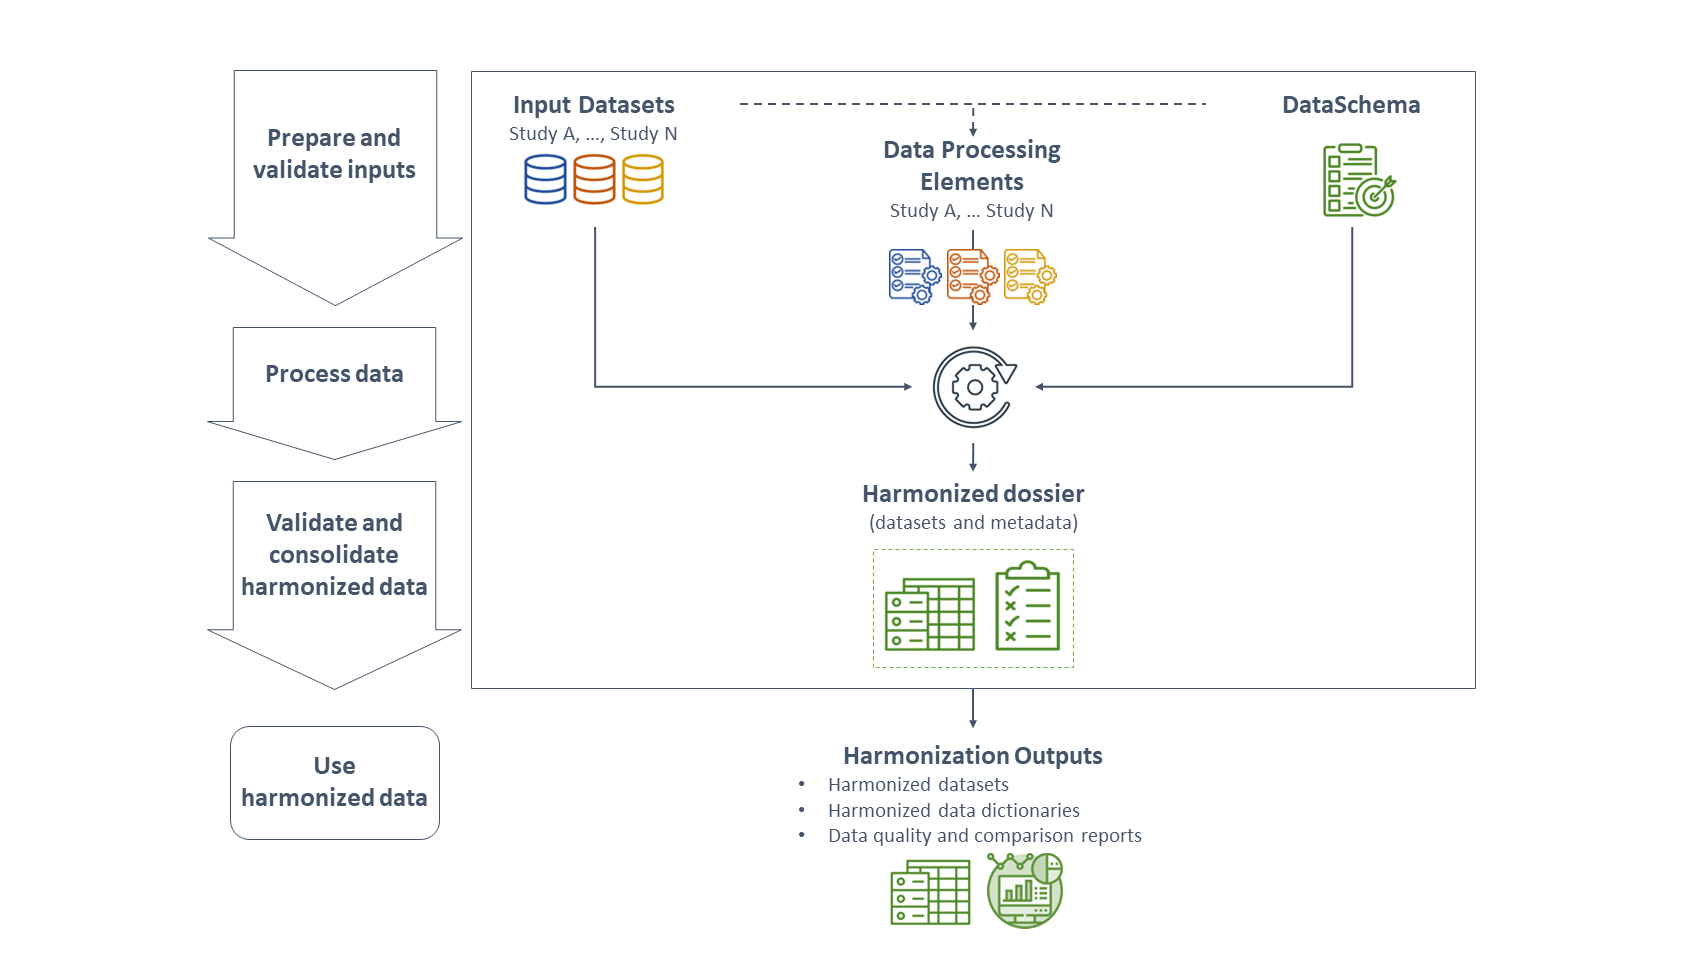 Prepare and
validate inputs
Process data
Validate and
consolidate
harmonized data
Use
harmonized data
Input Datasets
Study A, ..., Study N
Data Processing
Elements
Study A, ... Study N
DataSchema
Harmonized dossier
(datasets and metadata)
Harmonization Outputs
• Harmonized datasets
• Harmonized data dictionaries
• Data quality and comparison reports